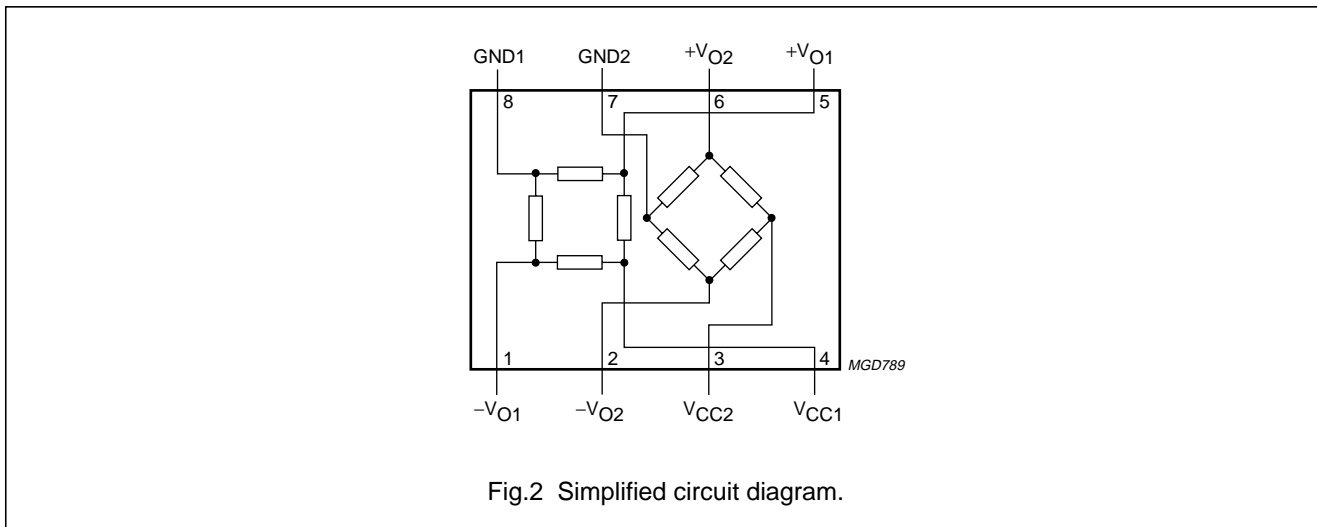 GND1 GND2 +VO2 +VO1
8 7 6 5
1 2 3 4
MGD789
−VO1 −VO2 VCC2 VCC1
Fig.2 Simplified circuit diagram.